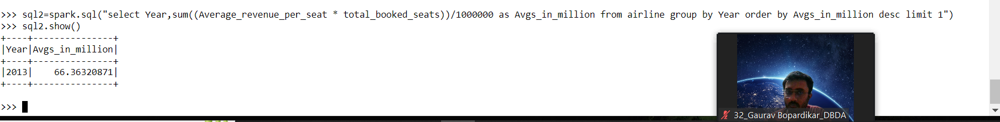 >>> sql2=spark.sql("select Year,sum((Average_revenue_per_seat * total_booked_seats))/1000000 as Avgs_in_million from airline group by Year order by Avgs_in_million desc limit 1")
>>> sql2.show()
+----+---------------+
|Year|Avgs_in_million|
+----+---------------+
|2013|    66.36320871|
+----+---------------+
>>>
32_Gaurav Bopardikar_DBDA